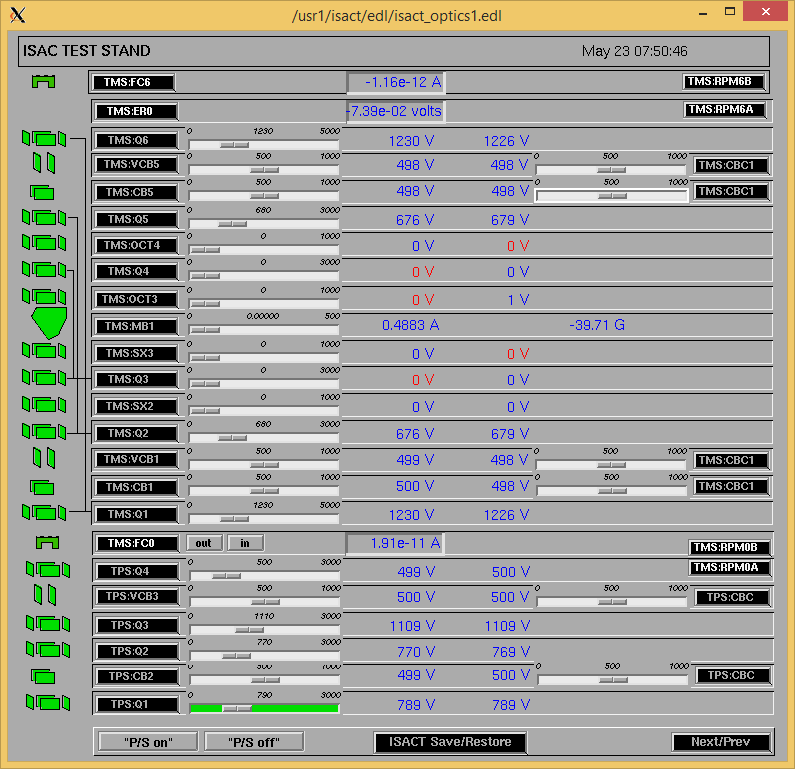 /usr1/isact/edl/isact_optics1.edl
ISAC TEST STAND May 23 07:50:46
TMS:FC6 -1.16e-12 A TMS:RPM6B
TMS:ER0 -7.39e-02 volts TMS:RPM6A
0 1230 5000
TMS:Q6 1230 V 1226 V
0 500 1000 0 500 1000
TMS:VCB5 498 V 498 V TMS:CBC1
0 500 1000 0 500 1000
TMS:CB5 498 V 498 V TMS:CBC1
0 680 3000
TMS:Q5 676 V 679 V
0 0 1000
TMS:OCT4 0 V 0 V
0 0 3000
TMS:Q4 0 V 0 V
0 0 1000
TMS:OCT3 0 V 1 V
0 0.00000 500
TMS:MB1 0.4883 A -39.71 G
0 0 1000
TMS:SX3 0 V 0 V
0 0 3000
TMS:Q3 0 V 0 V
0 0 1000
TMS:SX2 0 V 0 V
0 680 3000
TMS:Q2 676 V 679 V
0 500 1000 0 500 1000
TMS:VCB1 499 V 498 V TMS:CBC1
0 500 1000 0 500 1000
TMS:CB1 500 V 498 V TMS:CBC1
0 1230 5000
TMS:Q1 1230 V 1226 V
TMS:FC0 out in 1.91e-11 A TMS:RPM0B
0 500 3000 TMS:RPM0A
TPS:Q4 499 V 500 V
0 500 1000 0 500 1000
TPS:VCB3 500 V 500 V TPS:CBC
0 1110 3000
TPS:Q3 1109 V 1109 V
0 770 3000
TPS:Q2 770 V 769 V
0 500 1000 0 500 1000
TPS:CB2 499 V 500 V TPS:CBC
0 790 3000
TPS:Q1 789 V 789 V
"P/S on" "P/S off" ISACT Save/Restore Next/Prev